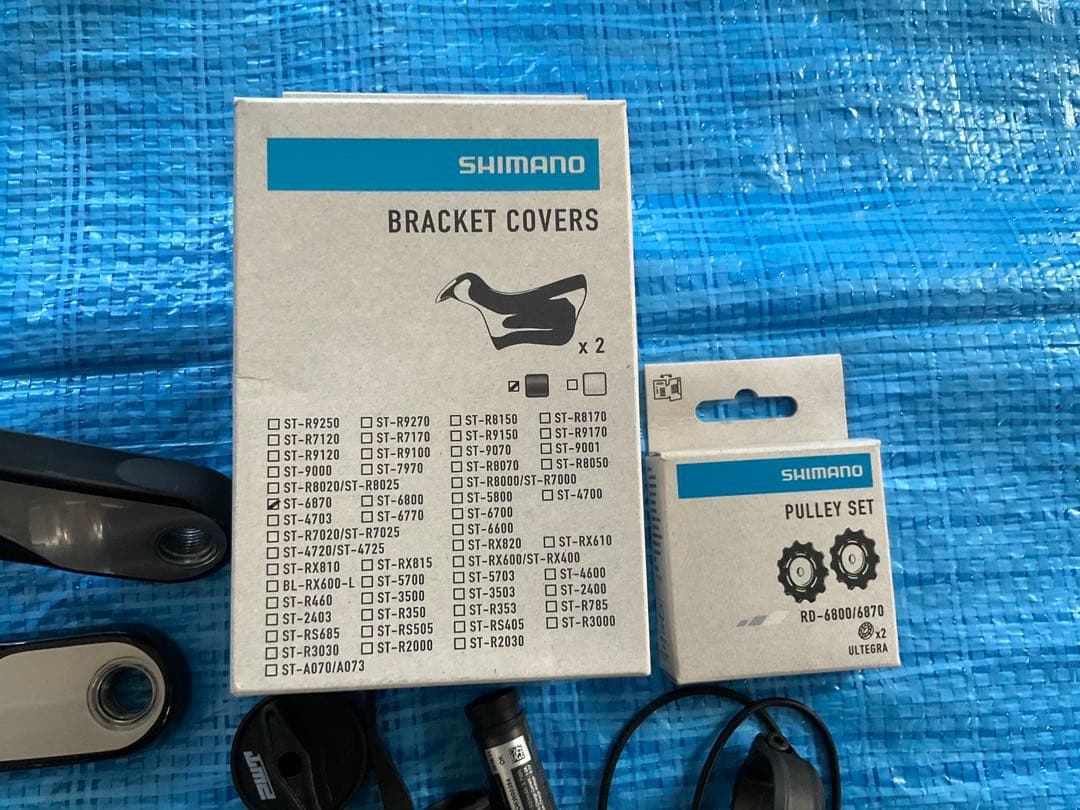 SHIMANO
BRACKET COVERS
x 2
ST-R9250 ST-R9270 ST-R8150 ST-R8170
ST-R7120 ST-R7170 ST-R9150 ST-R9170
ST-R9120 ST-R9100 ST-9070 ST-9001
ST-9000 ST-7970 ST-R8070 ST-R8050
ST-R8020/ST-R8025 ST-R8000/ST-R7000
ST-6870 ST-6800 ST-5800 ST-4700
ST-4703 ST-6770 ST-6700
ST-R7020/ST-R7025 ST-6600
ST-4720/ST-4725 ST-RX820 ST-RX610
ST-RX810 ST-RX815 ST-RX600/ST-RX400
BL-RX600-L ST-5700 ST-5703 ST-4600
ST-R460 ST-3500 ST-3503 ST-2400
ST-2403 ST-R350 ST-R353 ST-R785
ST-RS685 ST-RS505 ST-RS405 ST-R3000
ST-R3030 ST-R2000 ST-R2030
ST-A070/A073
SHIMANO
PULLEY SET
RD-6800/6870
x2
ULTEGRA